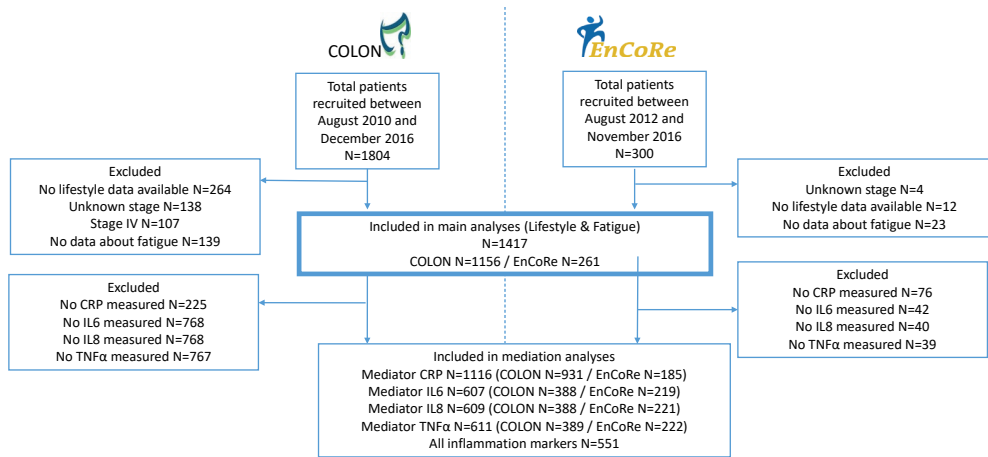 COLON
EnCoRe
Total patients
recruited between
August 2010 and
December 2016
N=1804
Total patients
recruited between
August 2012 and
November 2016
N=300
Excluded
No lifestyle data available N=264
Unknown stage N=138
Stage IV N=107
No data about fatigue N=139
Excluded
Unknown stage N=4
No lifestyle data available N=12
No data about fatigue N=23
Included in main analyses (Lifestyle & Fatigue)
N=1417
COLON N=1156 / EnCoRe N=261
Excluded
No CRP measured N=225
No IL6 measured N=768
No IL8 measured N=768
No TNFα measured N=767
Excluded
No CRP measured N=76
No IL6 measured N=42
No IL8 measured N=40
No TNFα measured N=39
Included in mediation analyses
Mediator CRP N=1116 (COLON N=931 / EnCoRe N=185)
Mediator IL6 N=607 (COLON N=388 / EnCoRe N=219)
Mediator IL8 N=609 (COLON N=388 / EnCoRe N=221)
Mediator TNFα N=611 (COLON N=389 / EnCoRe N=222)
All inflammation markers N=551